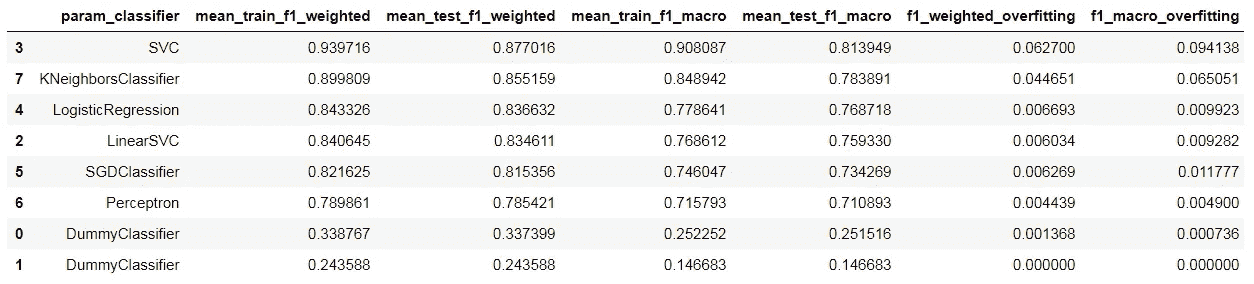 param_classifier mean_train_f1_weighted mean_test_f1_weighted mean_train_f1_macro mean_test_f1_macro f1_weighted_overfitting f1_macro_overfitting
3 SVC 0.939716 0.877016 0.908087 0.813949 0.062700 0.094138
7 KNeighborsClassifier 0.899809 0.855159 0.848942 0.783891 0.044651 0.065051
4 LogisticRegression 0.843326 0.836632 0.778641 0.768718 0.006693 0.009923
2 LinearSVC 0.840645 0.834611 0.768612 0.759330 0.006034 0.009282
5 SGDClassifier 0.821625 0.815356 0.746047 0.734269 0.006269 0.011777
6 Perceptron 0.789861 0.785421 0.715793 0.710893 0.004439 0.004900
0 DummyClassifier 0.338767 0.337399 0.252252 0.251516 0.001368 0.000736
1 DummyClassifier 0.243588 0.243588 0.146683 0.146683 0.000000 0.000000